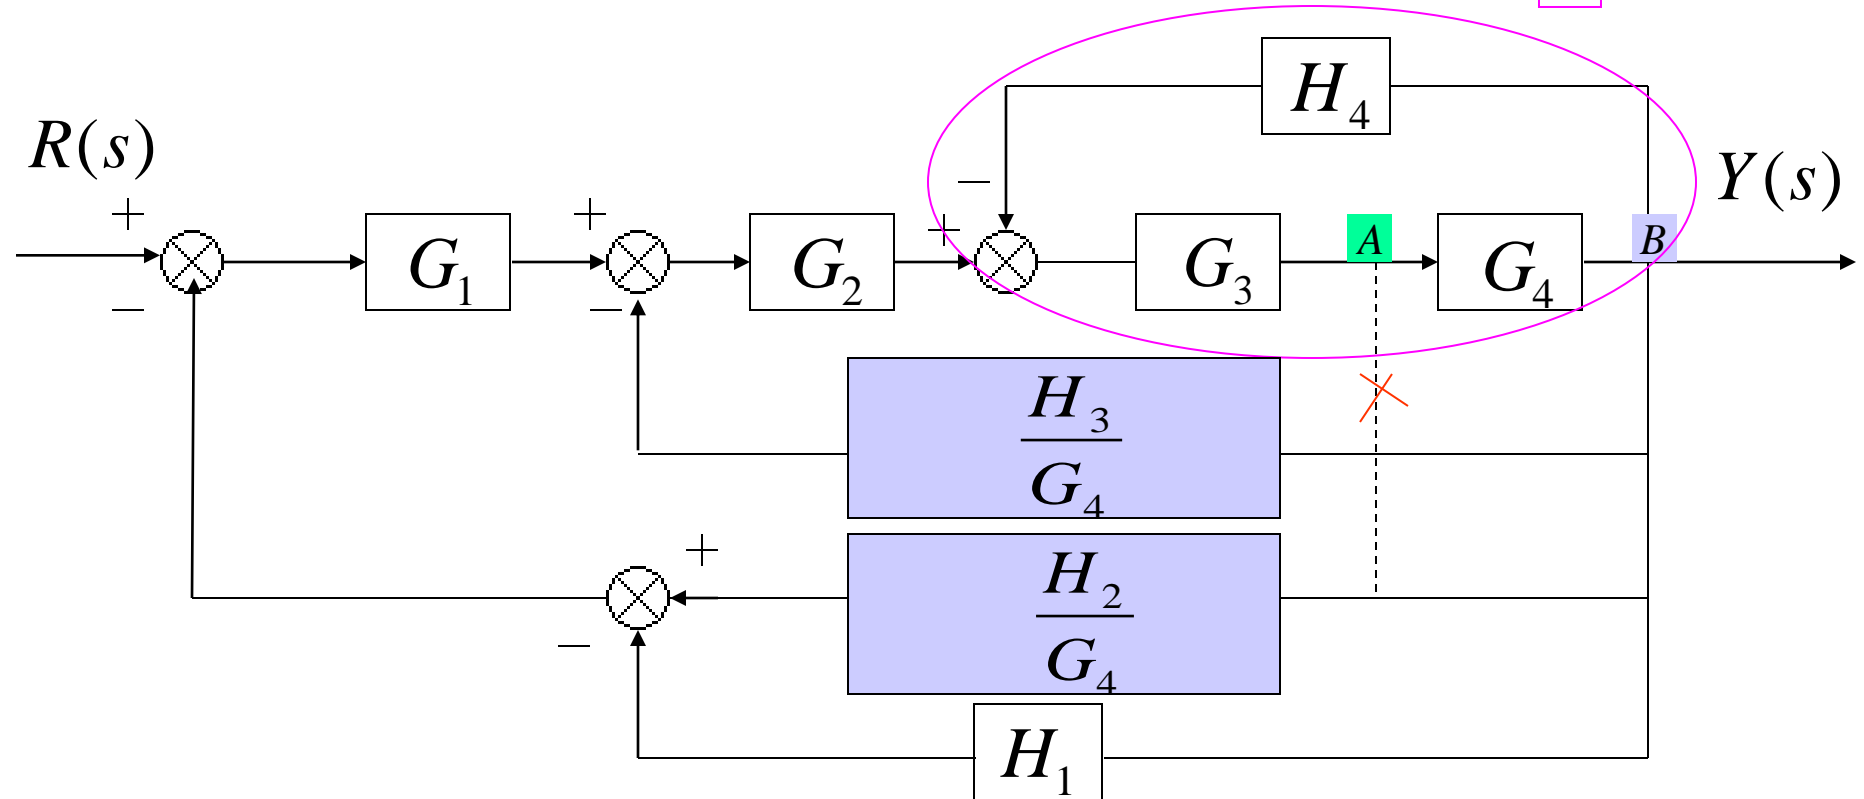 H₄
R(s)
Y(s)
+
−
+
−
+
−
G₁
G₂
G₃
A
G₄
B
H₃
G₄
+
−
H₂
G₄
H₁